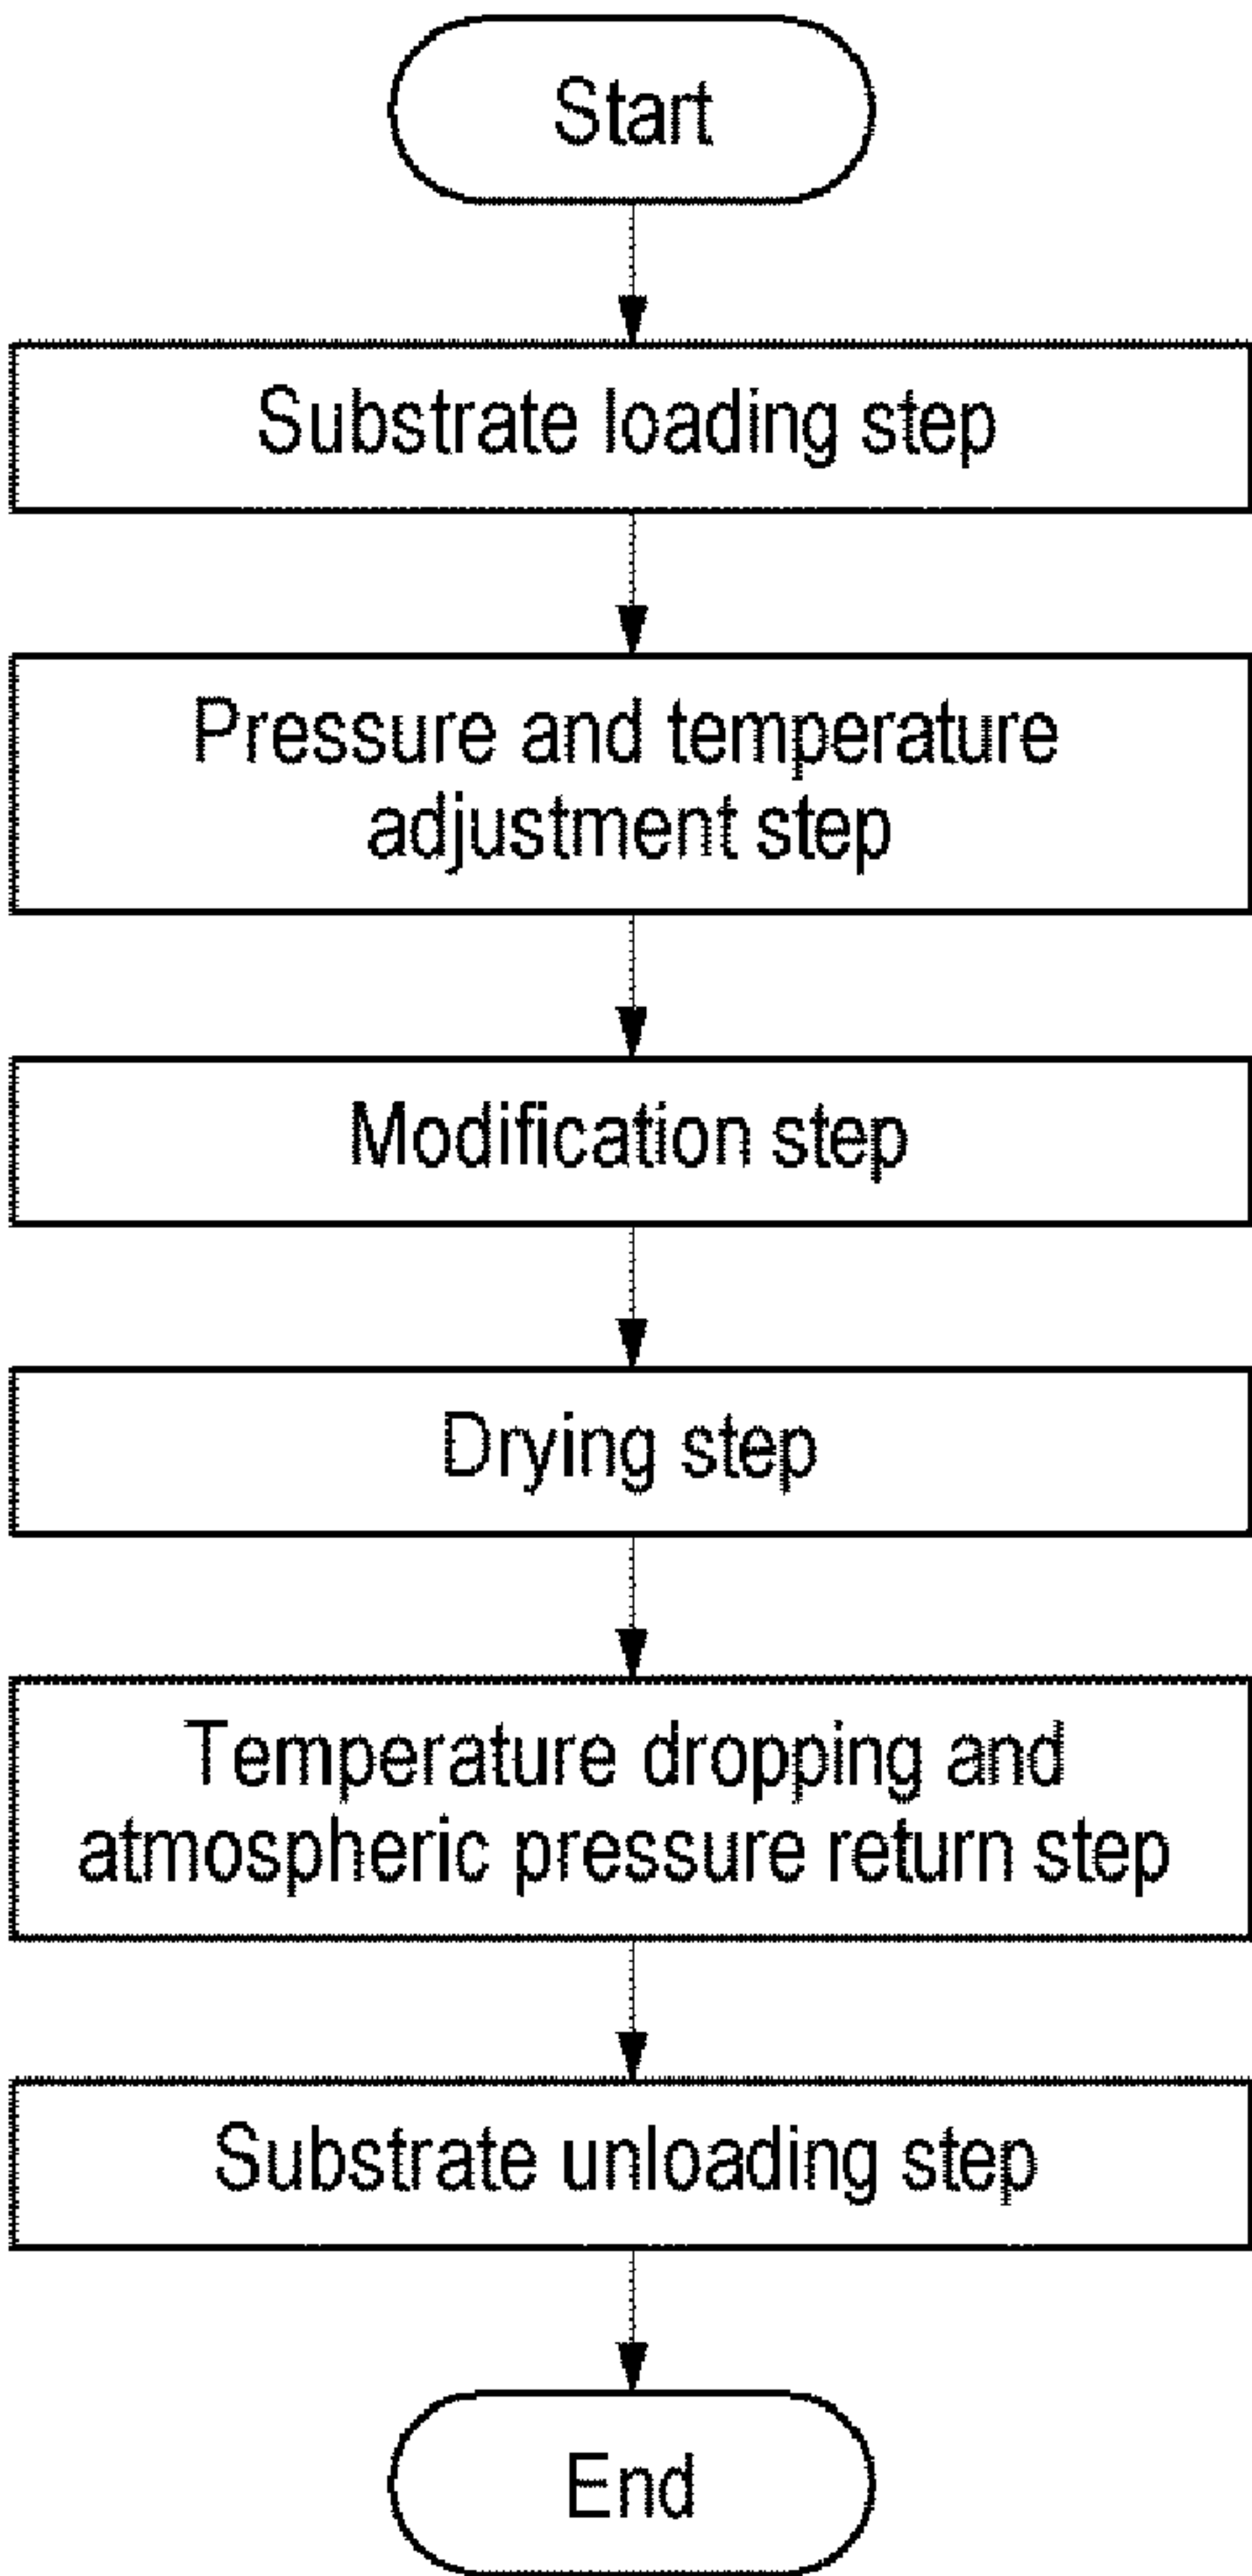 Start
Substrate loading step
Pressure and temperature
adjustment step
Modification step
Drying step
Temperature dropping and
atmospheric pressure return step
Substrate unloading step
End